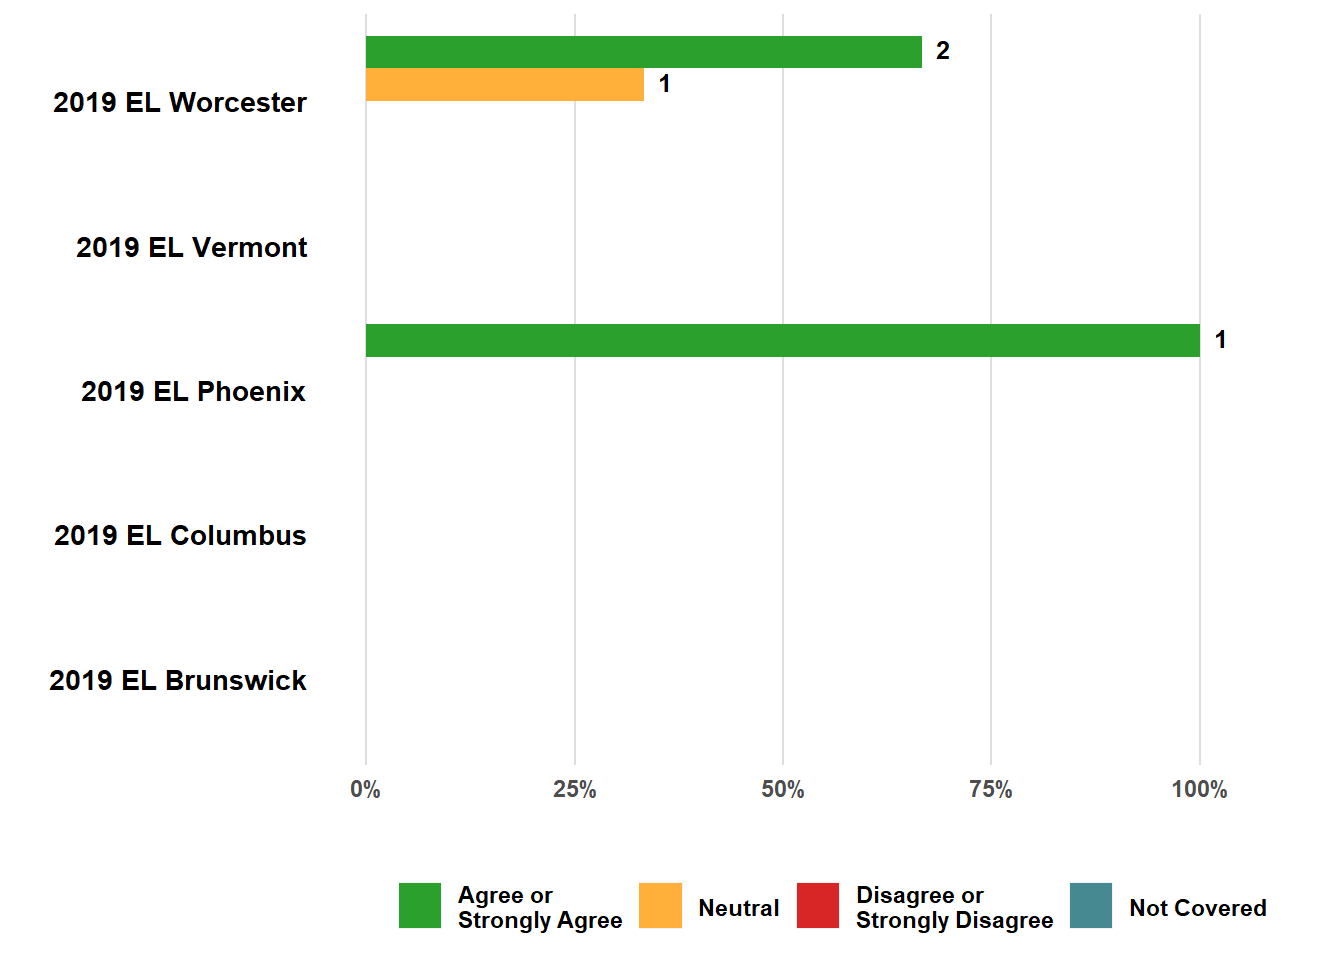 2
1
2019 EL Worcester
2019 EL Vermont
1
2019 EL Phoenix
2019 EL Columbus
2019 EL Brunswick
0% 25% 50% 75% 100%
Agree or
Strongly Agree
Neutral
Disagree or
Strongly Disagree
Not Covered